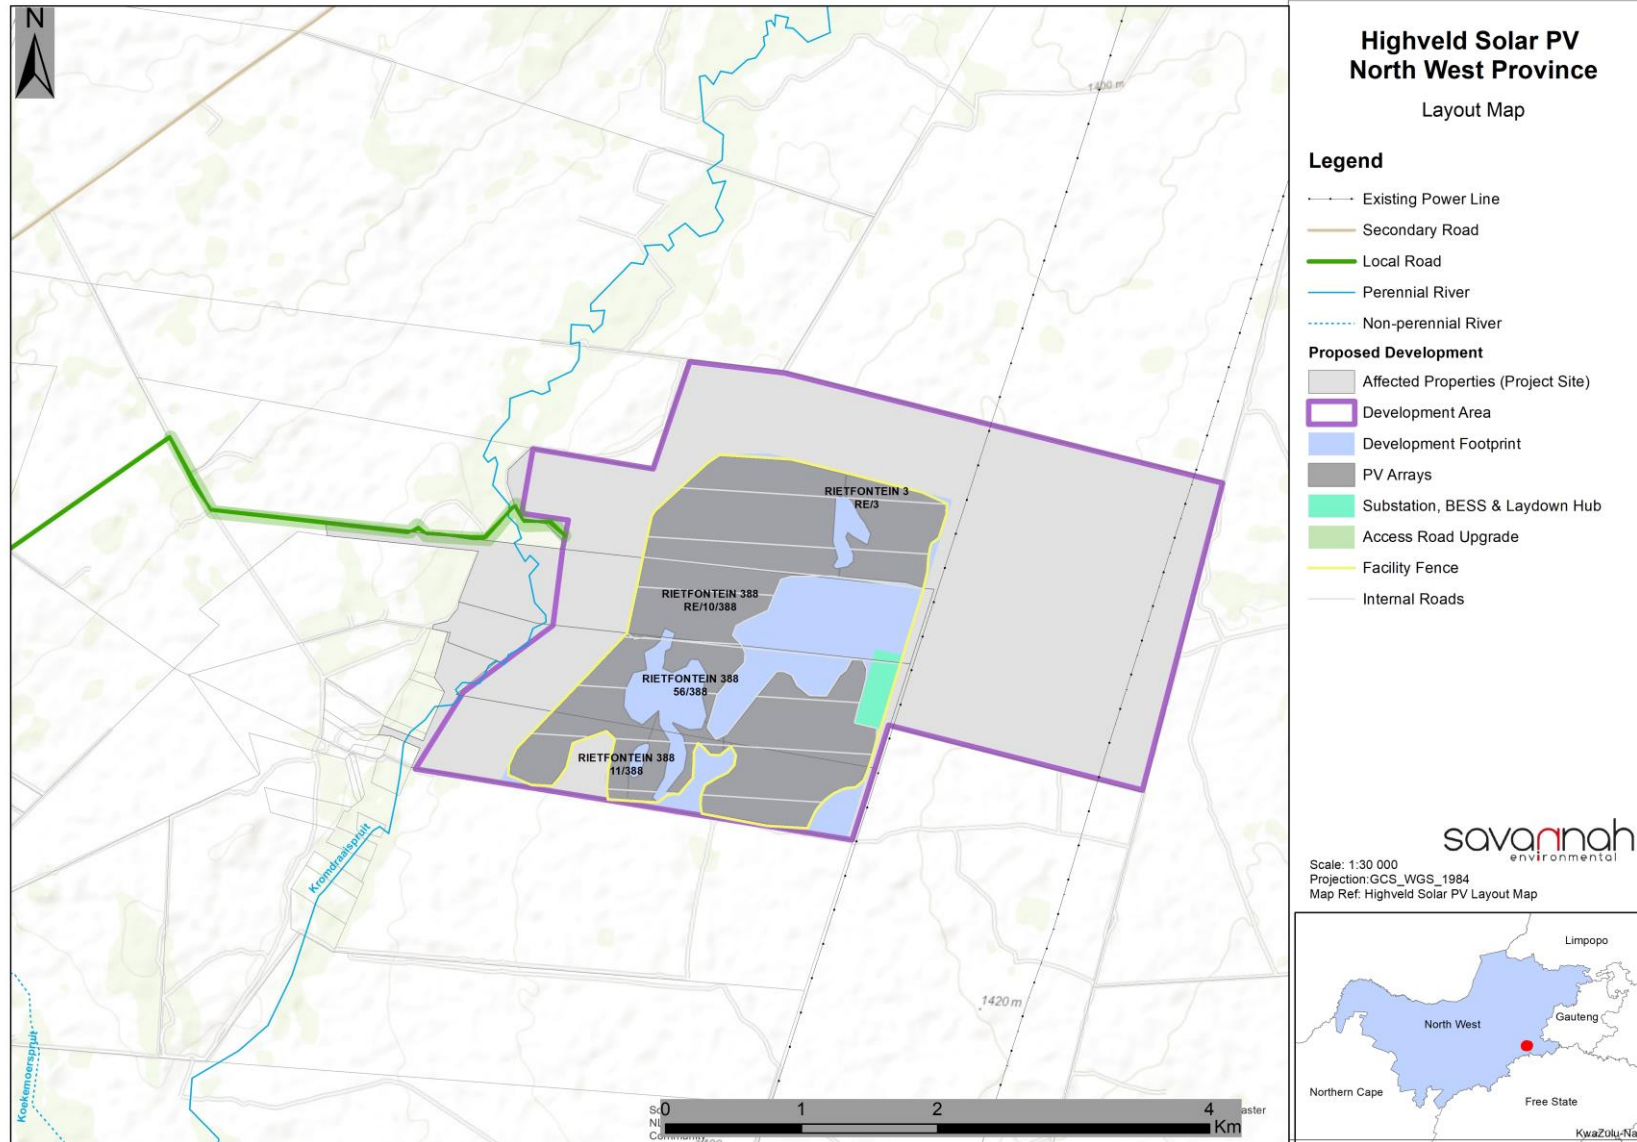 N
1400 m
RIETFONTEIN 3
RE/3
RIETFONTEIN 388
RE/10/388
RIETFONTEIN 388
56/388
RIETFONTEIN 388
11/388
Kromdraaispruit
Koekemoerspruit
1420 m
0
1
2
4
Km
Highveld Solar PV
North West Province
Layout Map
Legend
Existing Power Line
Secondary Road
Local Road
Perennial River
Non-perennial River
Proposed Development
Affected Properties (Project Site)
Development Area
Development Footprint
PV Arrays
Substation, BESS & Laydown Hub
Access Road Upgrade
Facility Fence
Internal Roads
savannah
environmental
Scale: 1:30 000
Projection:GCS_WGS_1984
Map Ref: Highveld Solar PV Layout Map
Limpopo
North West
Gauteng
Northern Cape
Free State
KwaZulu-Na